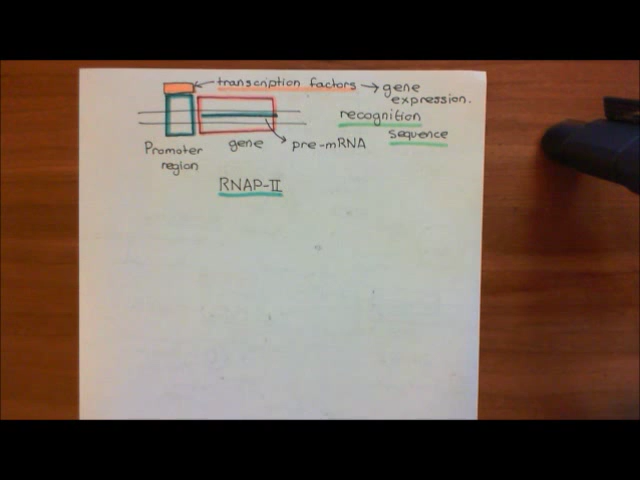 transcription factors → gene
expression.
recognition
sequence
Promoter
region
gene
pre-mRNA
RNAP-II